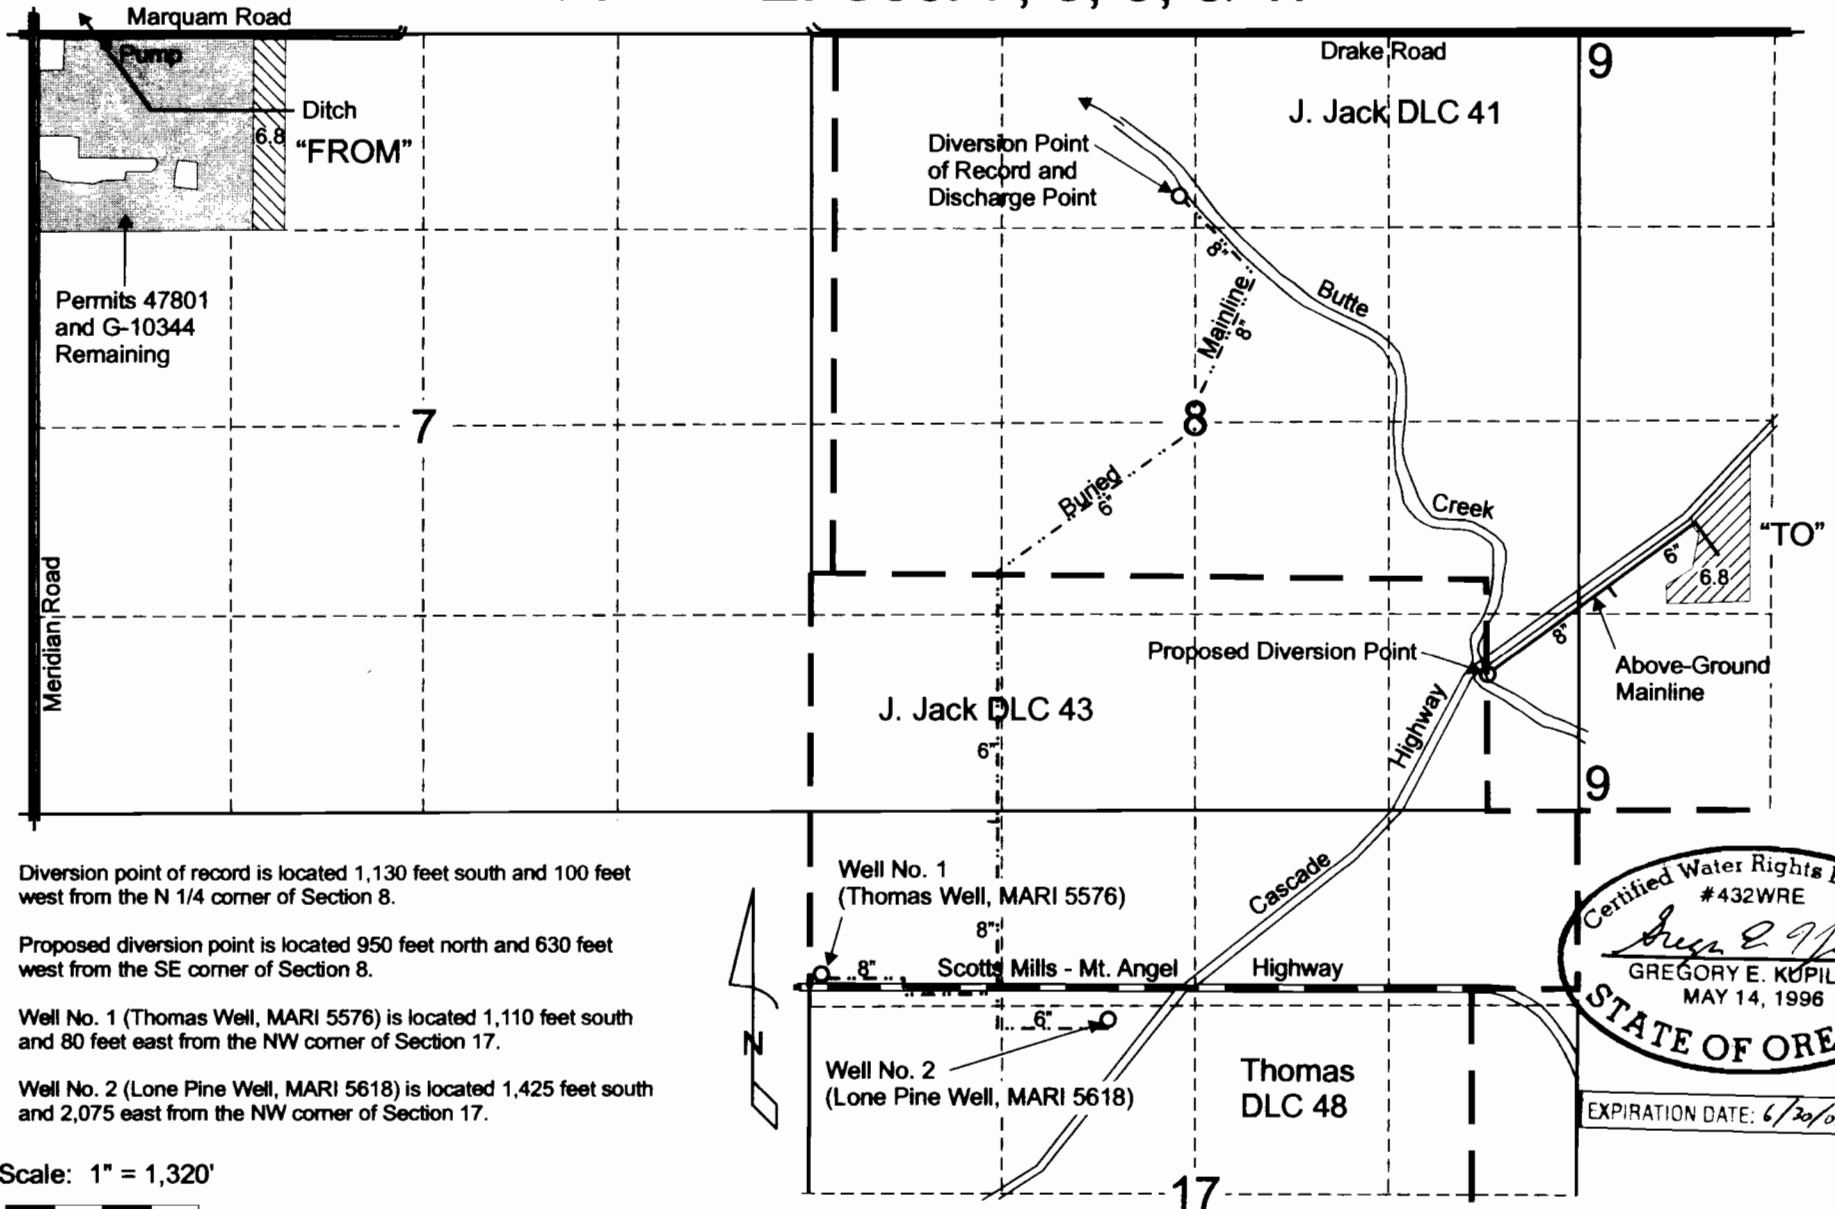 Marquam Road
Pump
Ditch
6.8
"FROM"
Permits 47801
and G-10344
Remaining
7
Meridian Road
Drake Road
9
J. Jack DLC 41
Diversion Point
of Record and
Discharge Point
8"
Mainline
8"
Butte
8
Buried
6"
Creek
"TO"
6"
6.8
8"
Above-Ground
Mainline
Proposed Diversion Point
J. Jack DLC 43
6"
Highway
9
Cascade
Diversion point of record is located 1,130 feet south and 100 feet
west from the N 1/4 corner of Section 8.
Proposed diversion point is located 950 feet north and 630 feet
west from the SE corner of Section 8.
Well No. 1 (Thomas Well, MARI 5576) is located 1,110 feet south
and 80 feet east from the NW corner of Section 17.
Well No. 2 (Lone Pine Well, MARI 5618) is located 1,425 feet south
and 2,075 east from the NW corner of Section 17.
Scale: 1" = 1,320'
N
Well No. 1
(Thomas Well, MARI 5576)
8"
8"
Scotts Mills - Mt. Angel Highway
6"
Well No. 2
(Lone Pine Well, MARI 5618)
Thomas
DLC 48
17
Certified Water Rights
#432WRE
GREGORY E. KUPIL
MAY 14, 1996
STATE OF ORE
EXPIRATION DATE: 6/30/0